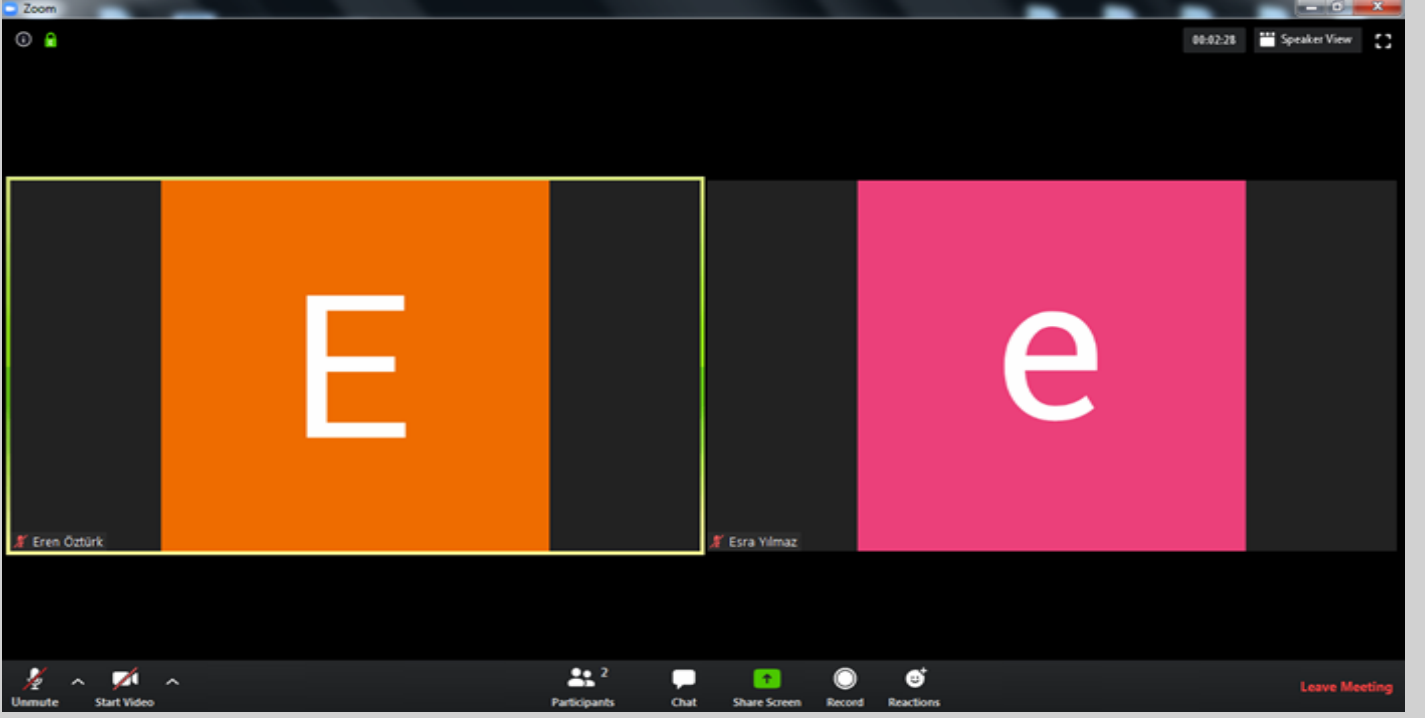 Zoom
00:02:28
Speaker View
E
e
Eren Öztürk
Esra Yılmaz
Unmute
Start Video
2
Participants
Chat
Share Screen
Record
Reactions
Leave Meeting